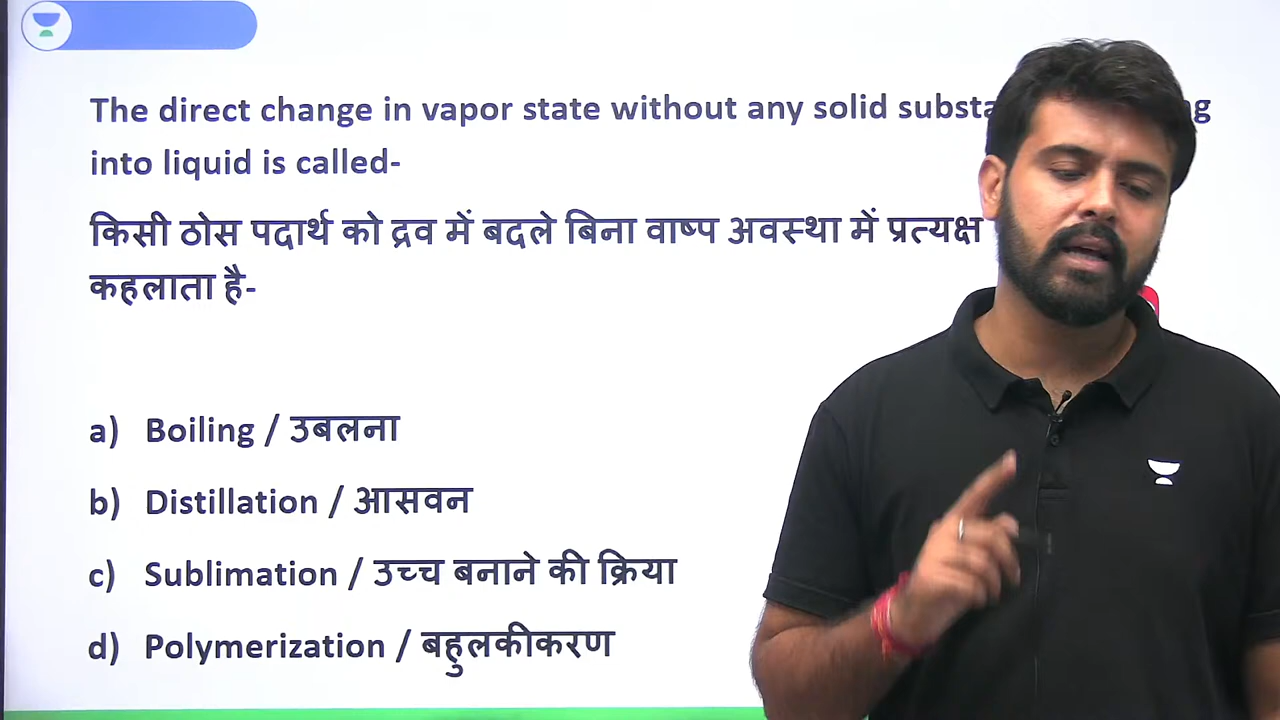 The direct change in vapor state without any solid
into liquid is called-
किसी ठोस पदार्थ को द्रव में बदले बिना वाष्प अवस्था में प्रत्यक्ष
कहलाता है-
a) Boiling / उबलना
b) Distillation / आसवन
c) Sublimation / उच्च बनाने की क्रिया
d) Polymerization / बहुलकीकरण